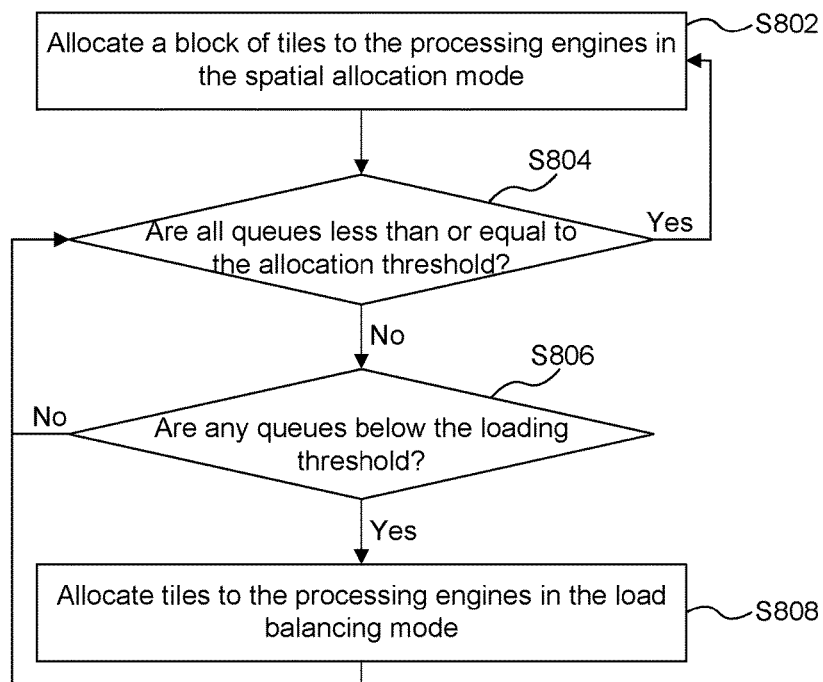 Allocate a block of tiles to the processing engines in
the spatial allocation mode
S802
S804
Are all queues less than or equal to
the allocation threshold?
Yes
No
S806
Are any queues below the loading
threshold?
No
Yes
Allocate tiles to the processing engines in the load
balancing mode
S808